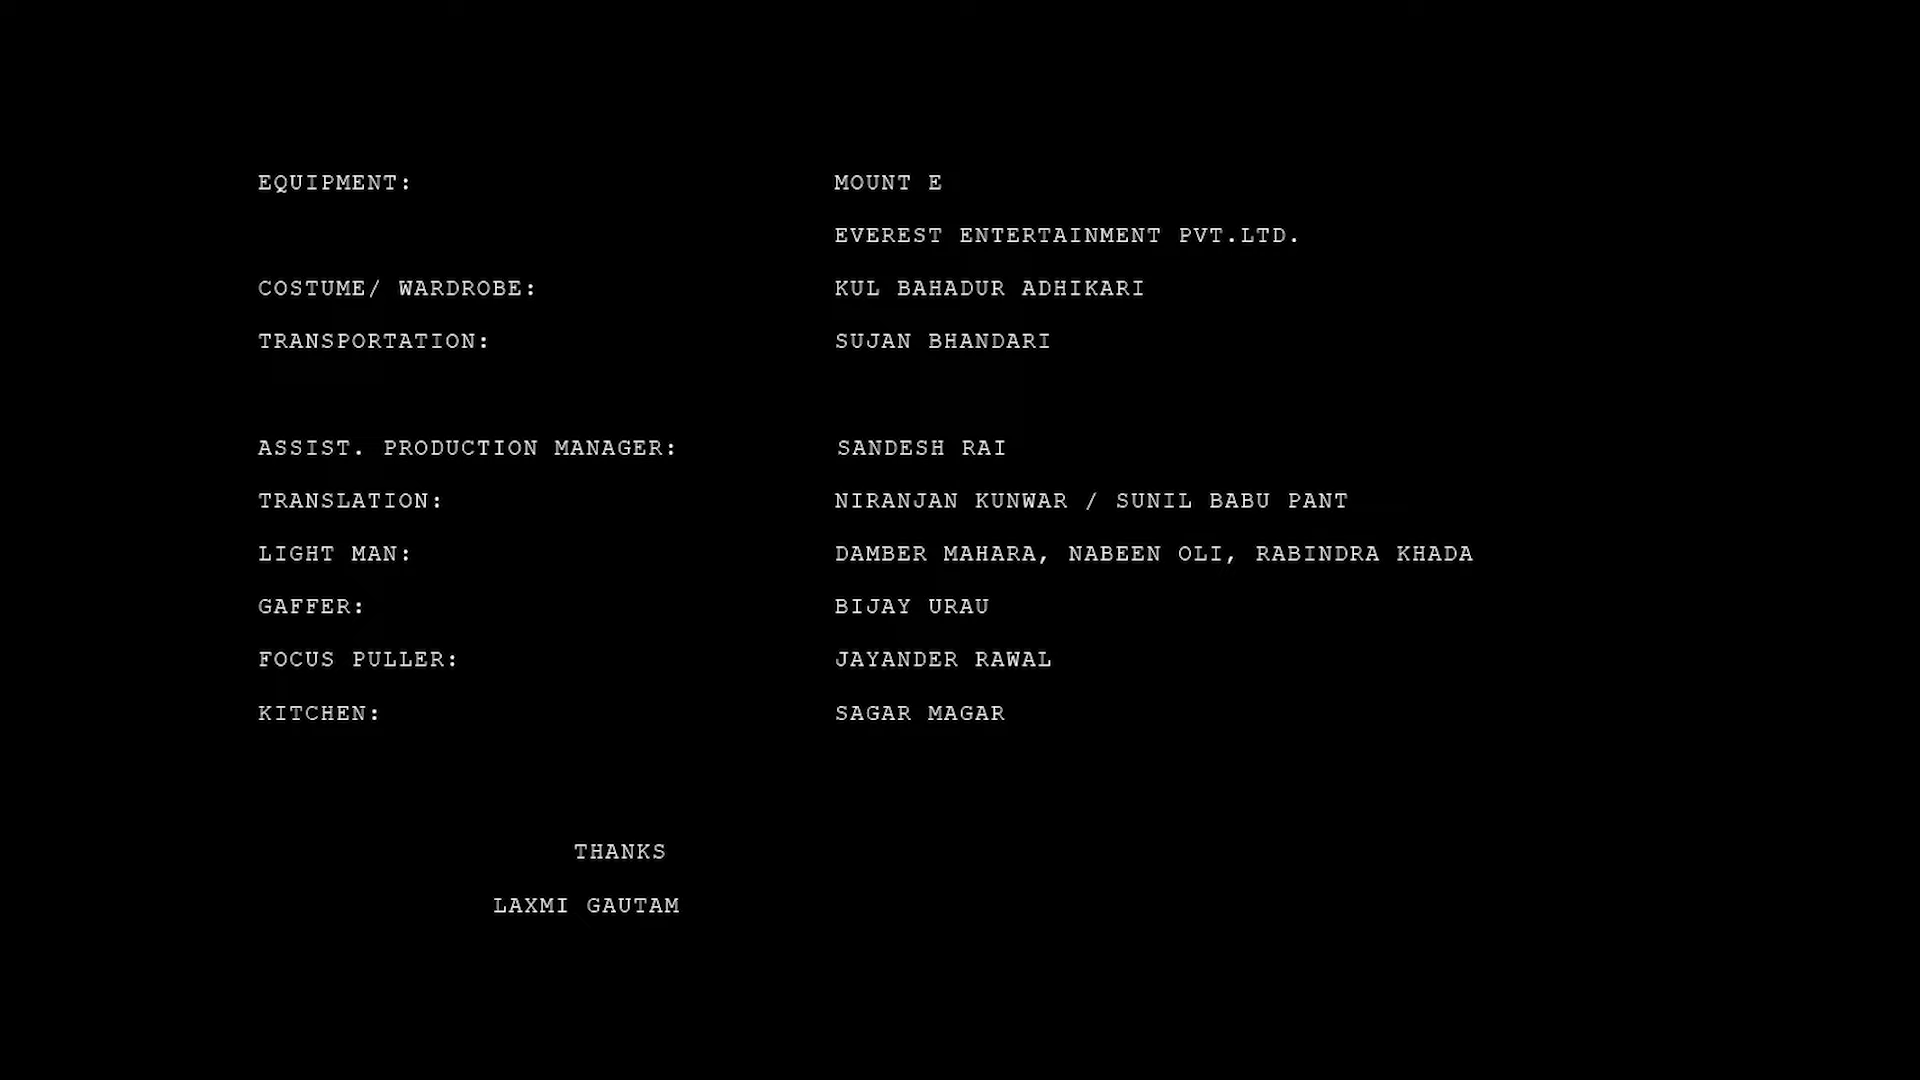 EQUIPMENT: MOUNT E
EVEREST ENTERTAINMENT PVT.LTD.
COSTUME/ WARDROBE: KUL BAHADUR ADHIKARI
TRANSPORTATION: SUJAN BHANDARI
ASSIST. PRODUCTION MANAGER: SANDESH RAI
TRANSLATION: NIRANJAN KUNWAR / SUNIL BABU PANT
LIGHT MAN: DAMBER MAHARA, NABEEN OLI, RABINDRA KHADA
GAFFER: BIJAY URAU
FOCUS PULLER: JAYANDER RAWAL
KITCHEN: SAGAR MAGAR
THANKS
LAXMI GAUTAM